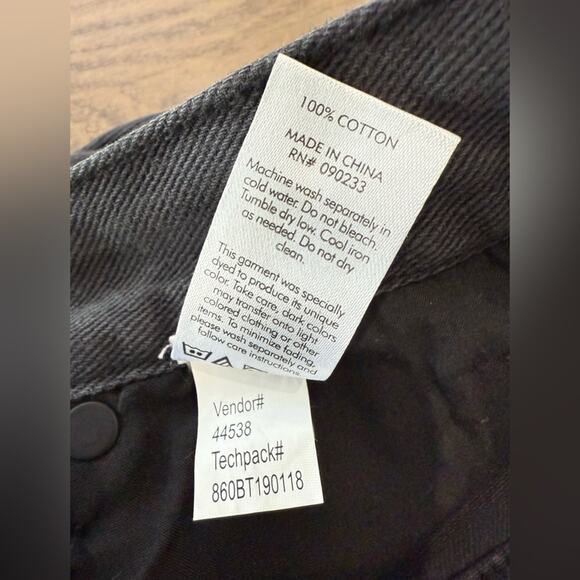 100% COTTON
MADE IN CHINA
RN# 090233
Machine wash separately in
cold water. Do not bleach.
Tumble dry low. Cool iron
as needed. Do not dry
clean.
This garment was specially
dyed to produce its unique
color. Take care, dark colors
may transfer onto light
colored clothing or other
items. To minimize fading,
please wash separately and
follow care instructions
Vendor#
44538
Techpack#
860BT190118